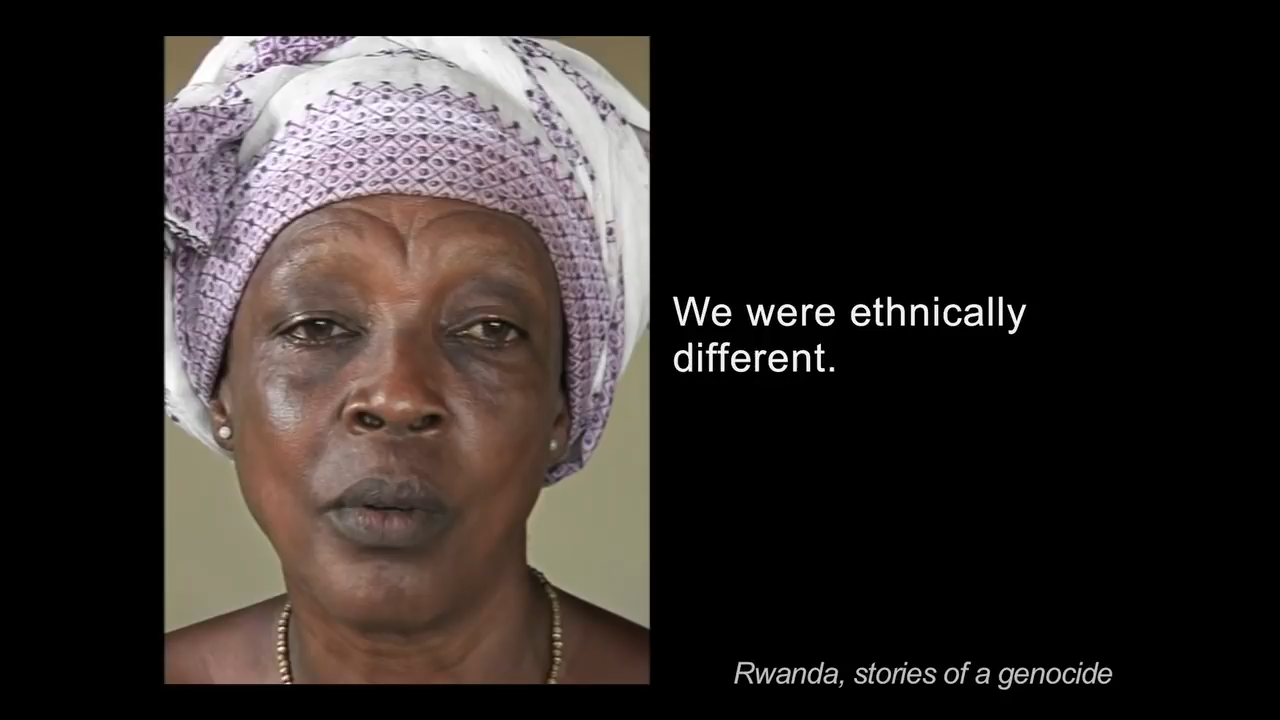 We were ethnically
different.
Rwanda, stories of a genocide